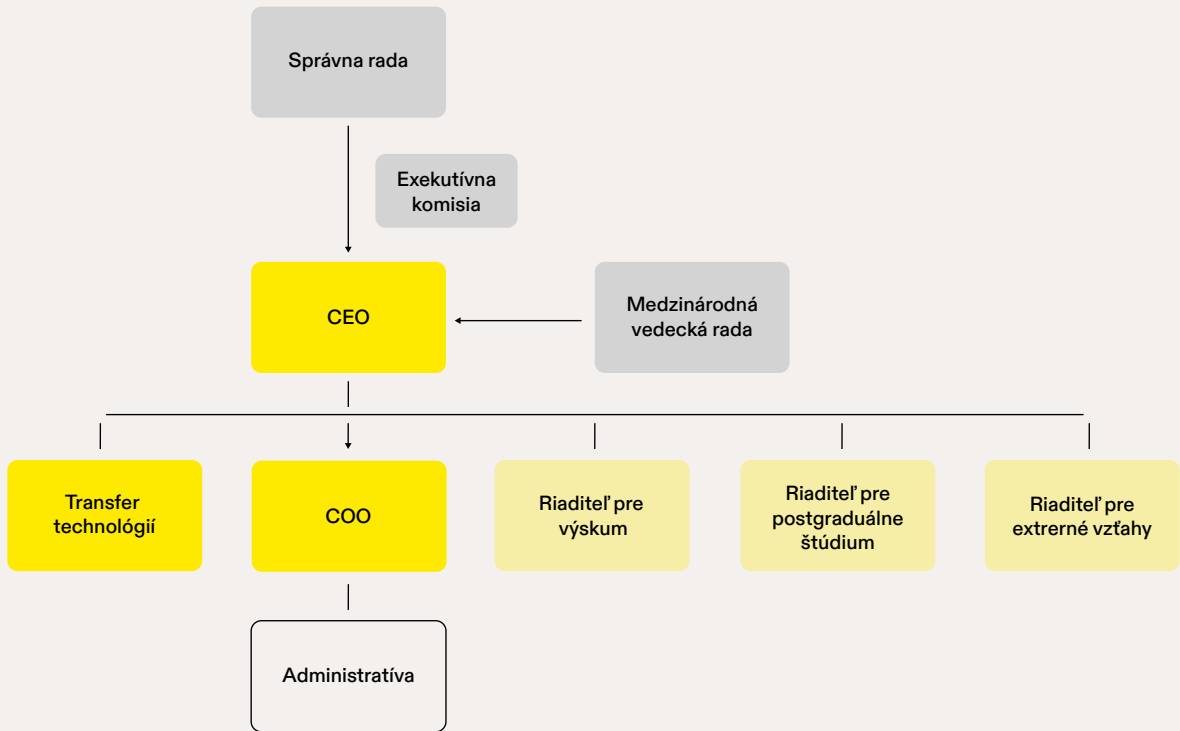 Správna rada
Exekutívna
komisia
CEO
Medzinárodná
vedecká rada
Transfer
technológií
COO
Riaditeľ pre
výskum
Riaditeľ pre
postgraduálne
štúdium
Riaditeľ pre
extrerné vzťahy
Administratíva